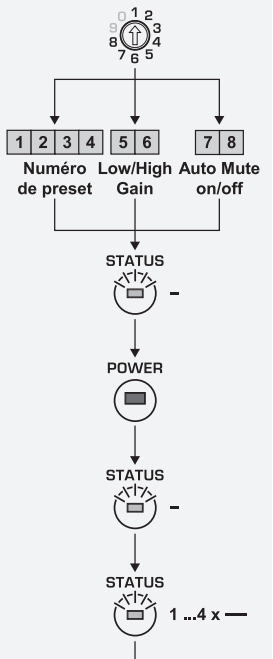 0 1 2
9 3
8 4
7 6 5
1 2 3 4 5 6 7 8
Numéro Low/High Auto Mute
de preset Gain on/off
STATUS
–
POWER
STATUS
–
STATUS
1 ...4 x —